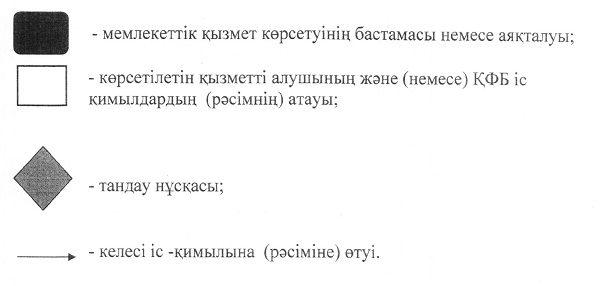 - мемлекеттік қызмет көрсетуінің бастамасы немесе аяқталуы;
- көрсетілетін қызметті алушының және (немесе) ҚФБ іс
қимылдардың (рәсімнің) атауы;
- тандау нұсқасы;
- келесі іс -қимылына (рәсіміне) өтуі.